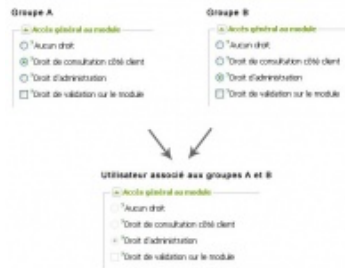 Groupe A
Accès général au module
Aucun droit
Droit de consultation côté client
Droit d'administration
Droit de validation sur le module
Groupe B
Accès général au module
Aucun droit
Droit de consultation côté client
Droit d'administration
Droit de validation sur le module
Utilisateur associé aux groupes A et B
Accès général au module
Aucun droit
Droit de consultation côté client
Droit d'administration
Droit de validation sur le module